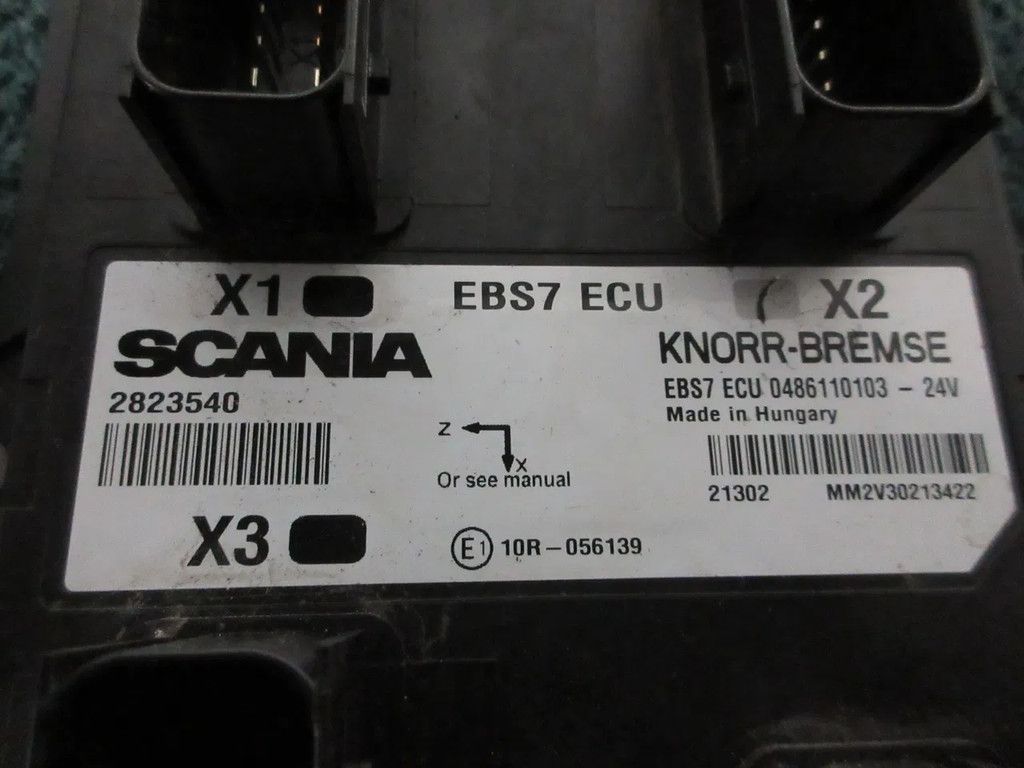 X1 EBS7 ECU X2
SCANIA KNORR-BREMSE
2823540 EBS7 ECU 0486110103 - 24V
Made in Hungary
Z
X
Or see manual
21302 MM2V30213422
X3 E1 10R-056139